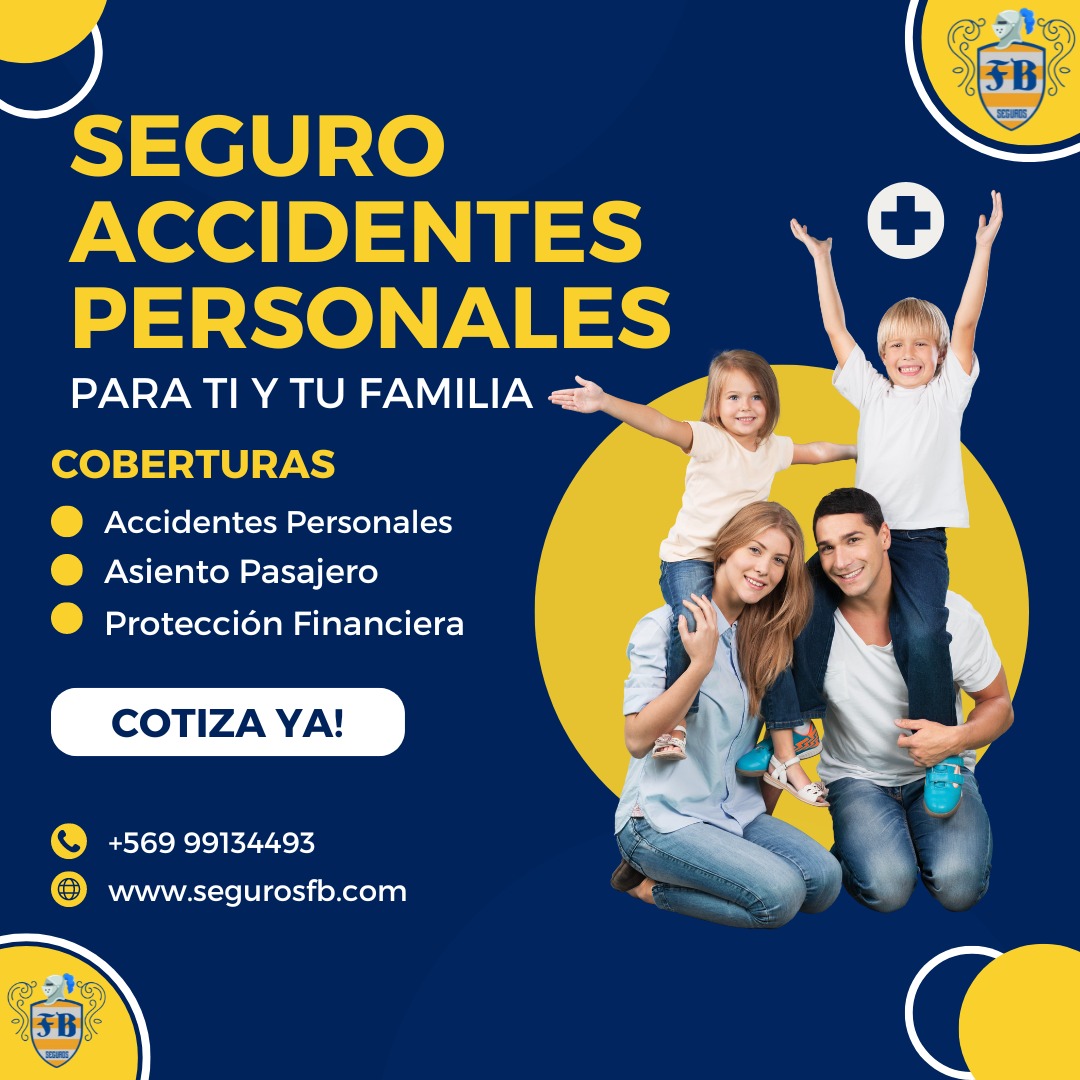 FB
SEGUROS
SEGURO
ACCIDENTES
PERSONALES
PARA TI Y TU FAMILIA
COBERTURAS
Accidentes Personales
Asiento Pasajero
Protección Financiera
COTIZA YA!
+569 99134493
www.segurosfb.com
FB
SEGUROS